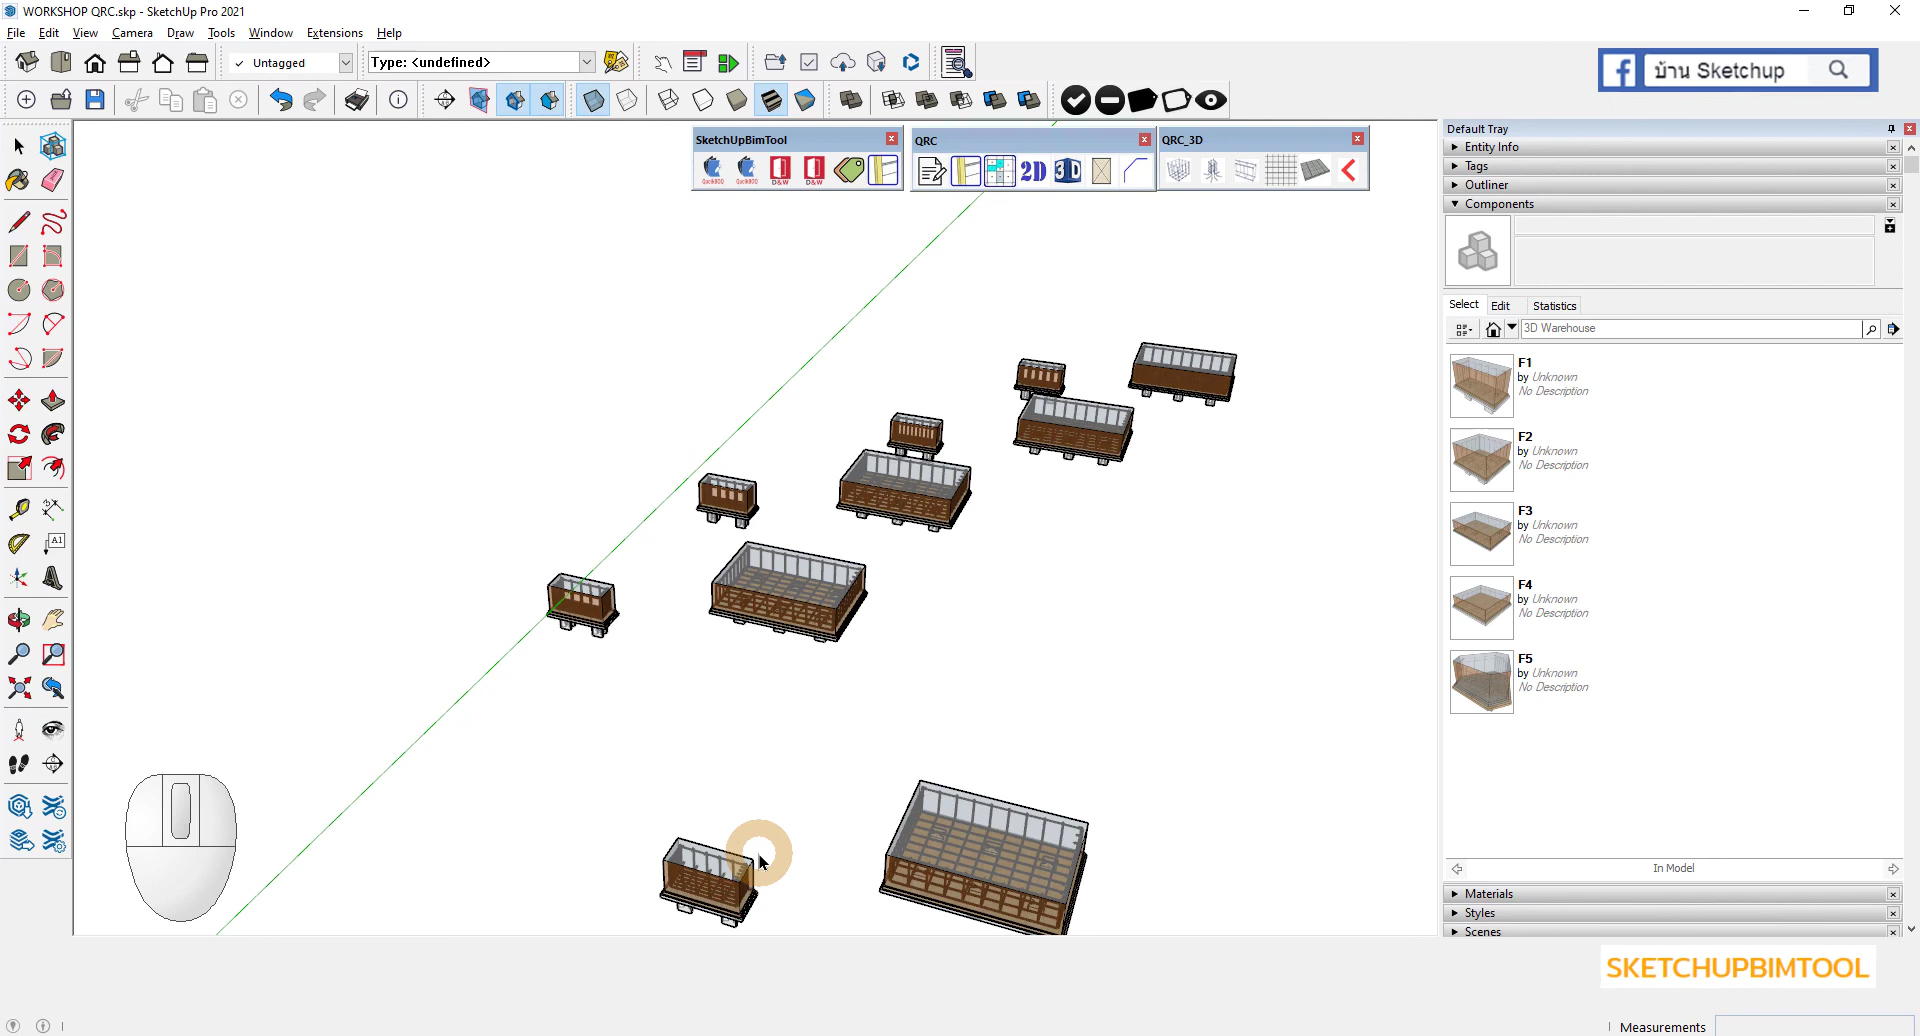 WORKSHOP QRC.skp - SketchUp Pro 2021
File Edit View Camera Draw Tools Window Extensions Help
Untagged
Type: <undefined>
บ้าน Sketchup
SketchUpBimTool
QRC
QRC_3D
D&W
D&W
2D
3D
A1
Default Tray
Entity Info
Tags
Outliner
Components
Select Edit Statistics
3D Warehouse
F1
by Unknown
No Description
F2
by Unknown
No Description
F3
by Unknown
No Description
F4
by Unknown
No Description
F5
by Unknown
No Description
In Model
Materials
Styles
Scenes
SKETCHUPBIMTOOL
Measurements